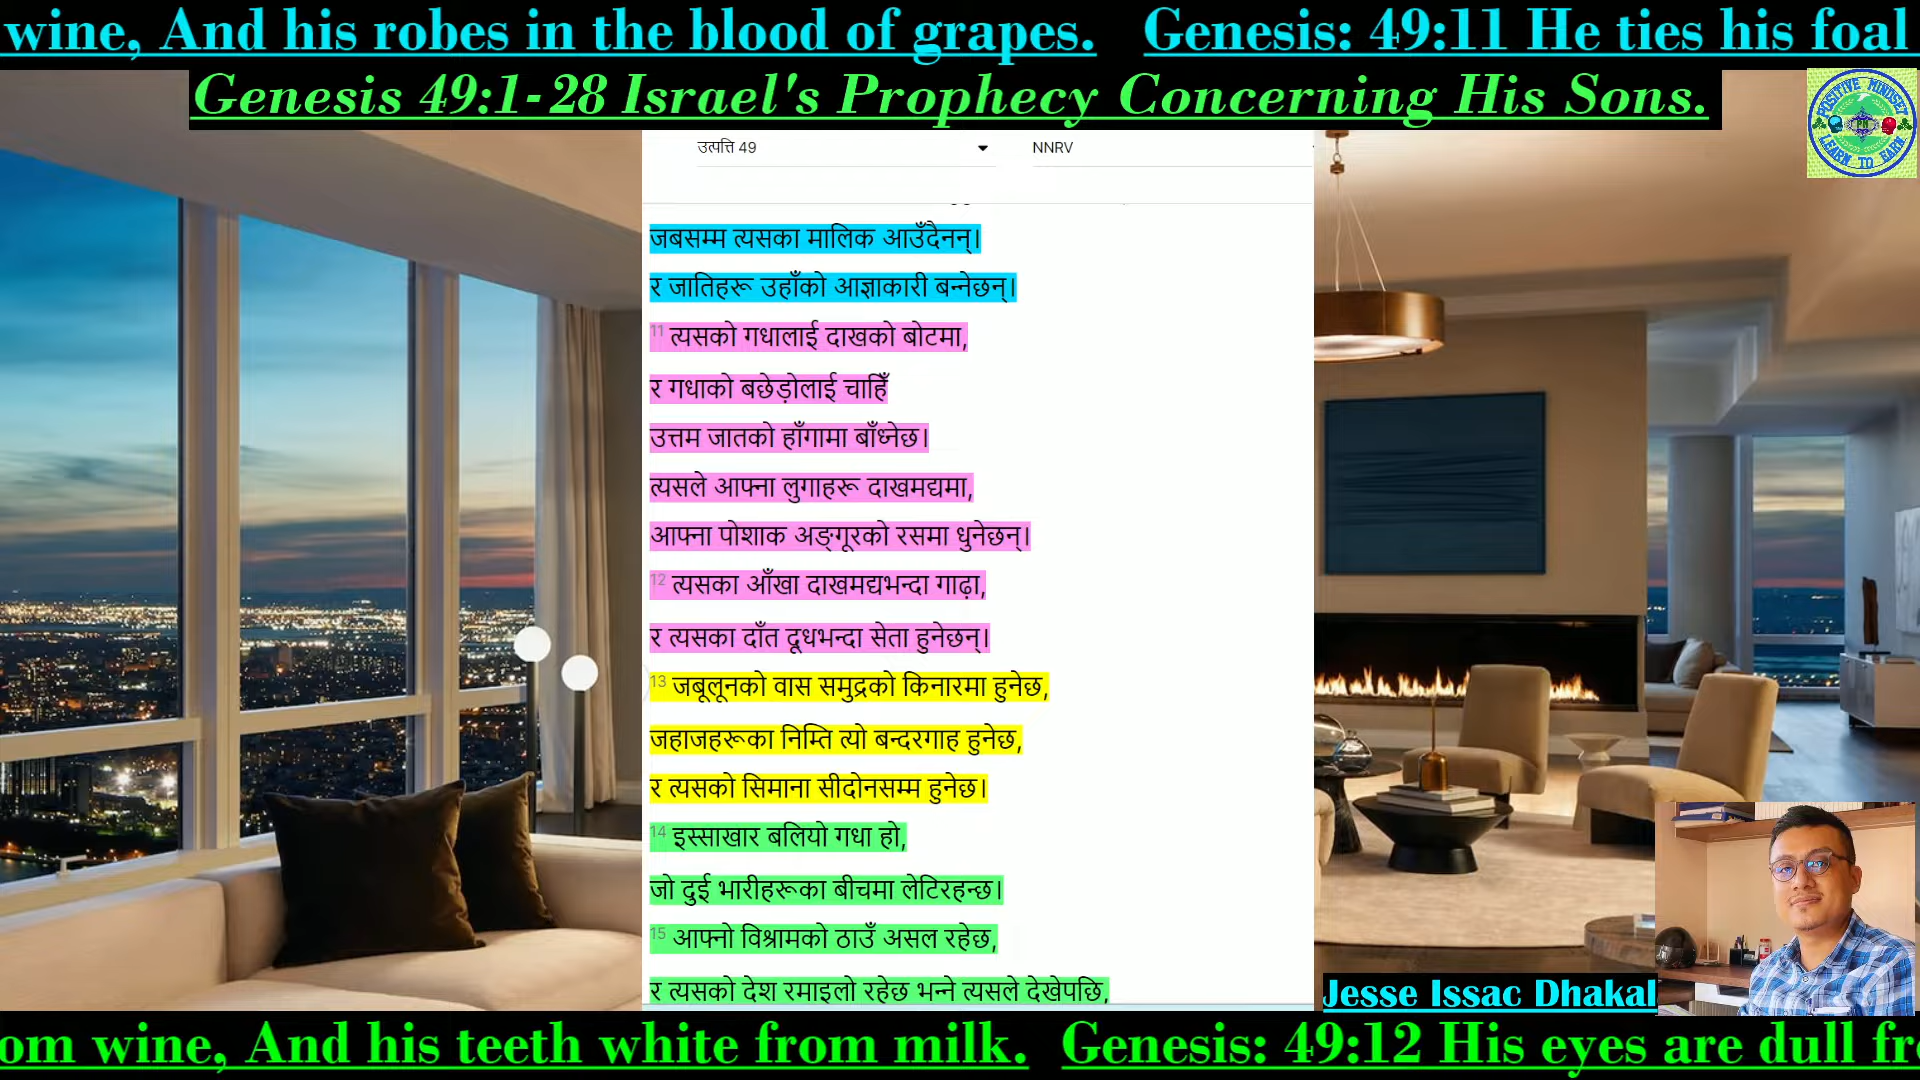 wine, And his robes in the blood of grapes. Genesis: 49:11 He ties his foal
Genesis 49:1-28 Israel's Prophecy Concerning His Sons.
POSITIVE MINDSET
LEARN TO EARN
उत्पत्ति 49 NNRV
जबसम्म त्यसका मालिक आउँदैनन्।
र जातिहरू उहाँको आज्ञाकारी बन्नेछन्।
11 त्यसको गधालाई दाखको बोटमा,
र गधाको बछेड़ोलाई चाहिँ
उत्तम जातको हाँगामा बाँध्नेछ।
त्यसले आफ्ना लुगाहरू दाखमद्यमा,
आफ्ना पोशाक अङ्गूरको रसमा धुनेछन्।
12 त्यसका आँखा दाखमद्यभन्दा गाढ़ा,
र त्यसका दाँत दूधभन्दा सेता हुनेछन्।
13 जबूलूनको वास समुद्रको किनारमा हुनेछ,
जहाजहरूका निम्ति त्यो बन्दरगाह हुनेछ,
र त्यसको सिमाना सीदोनसम्म हुनेछ।
14 इस्साखार बलियो गधा हो,
जो दुई भारीहरूका बीचमा लेटिरहन्छ।
15 आफ्नो विश्रामको ठाउँ असल रहेछ,
र त्यसको देश रमाइलो रहेछ भन्ने त्यसले देखेपछि,
Jesse Issac Dhakal
om wine, And his teeth white from milk. Genesis: 49:12 His eyes are dull fr